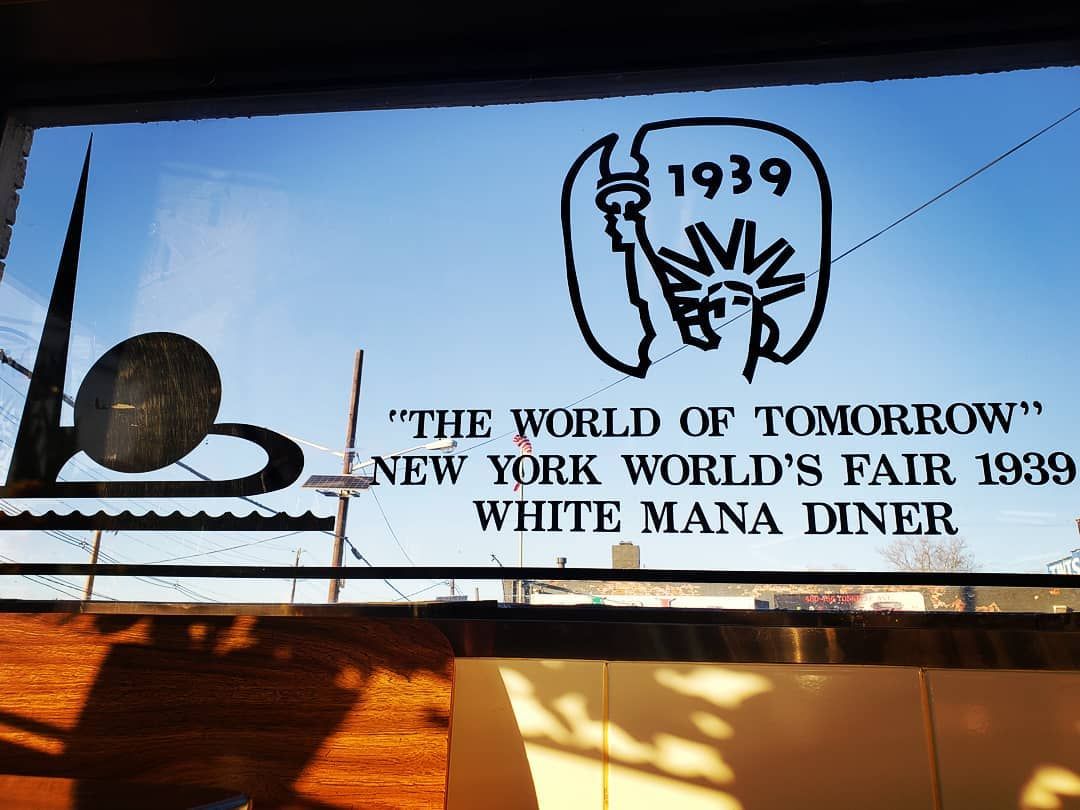 1939
“THE WORLD OF TOMORROW”
NEW YORK WORLD'S FAIR 1939
WHITE MANA DINER